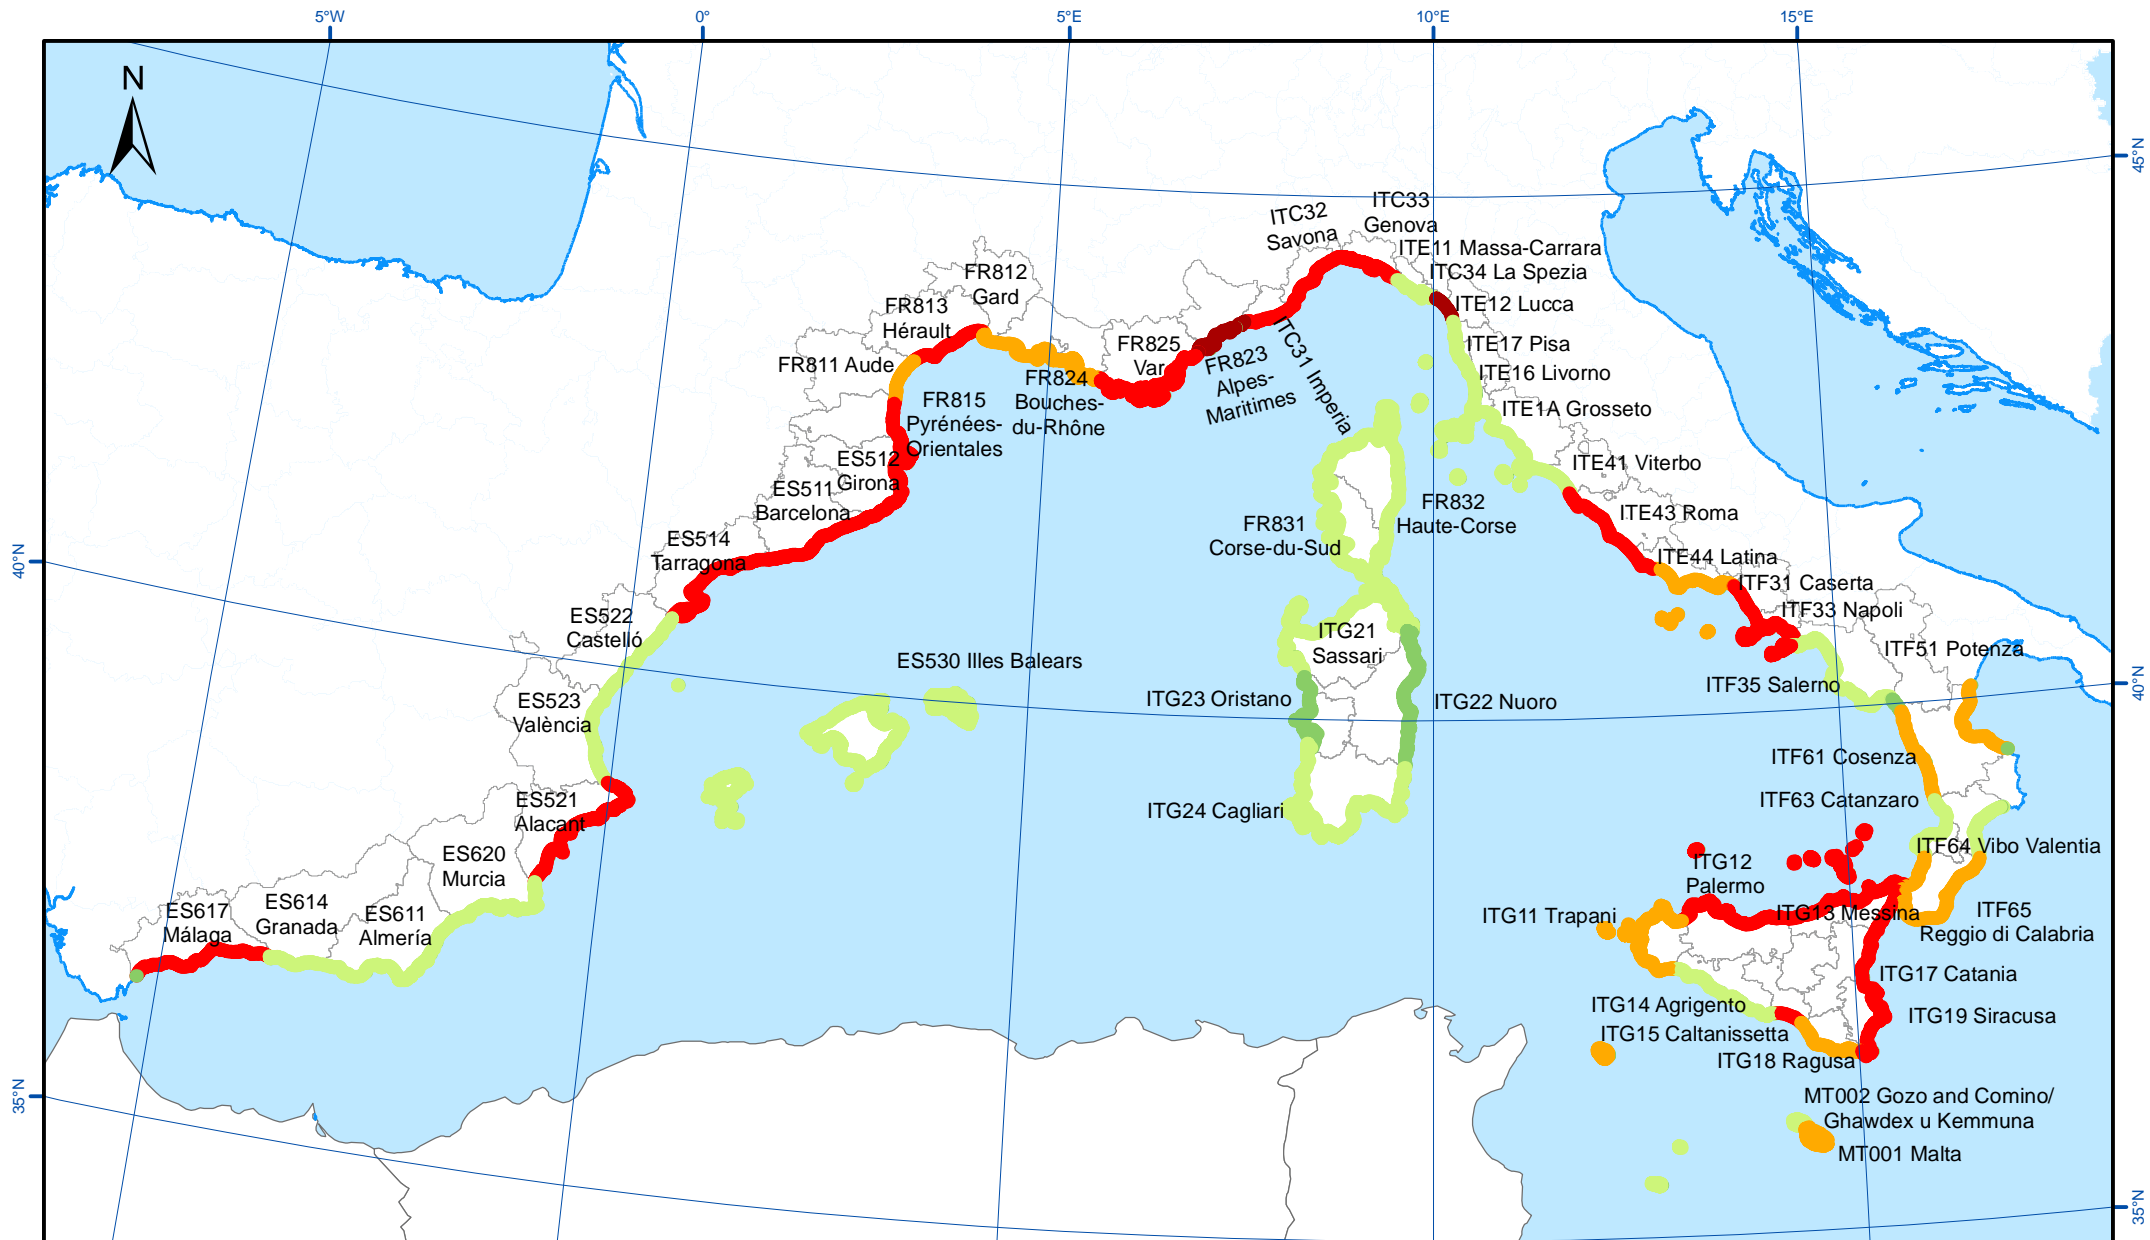 5°W
0°
5°E
10°E
15°E
N
45°N
ITC33
Genova
ITC32
Savona
ITE11 Massa-Carrara
ITC34 La Spezia
FR812
Gard
FR813
Hérault
ITE12 Lucca
FR825
Var
ITE17 Pisa
FR811 Aude
FR823
Alpes-
Maritimes
ITC31 Imperia
FR824
Bouches-
du-Rhône
ITE16 Livorno
FR815
Pyrénées-
Orientales
ITE1A Grosseto
ES512
Girona
ITE41 Viterbo
ES511
Barcelona
FR832
Haute-Corse
ITE43 Roma
FR831
Corse-du-Sud
ES514
Tarragona
ITE44 Latina
40°N
ITF31 Caserta
ITF33 Napoli
ES522
Castelló
ITG21
Sassari
ITF51 Potenza
ES530 Illes Balears
ITF35 Salerno
40°N
ITG23 Oristano
ITG22 Nuoro
ES523
València
ITF61 Cosenza
ITF63 Catanzaro
ES521
Alacant
ITG24 Cagliari
ITF64 Vibo Valentia
ES620
Murcia
ITG12
Palermo
ES614
Granada
ES617
Málaga
ES611
Almería
ITG11 Trapani
ITG13 Messina
ITF65
Reggio di Calabria
ITG17 Catania
ITG14 Agrigento
ITG19 Siracusa
ITG15 Caltanissetta
ITG18 Ragusa
35°N
MT002 Gozo and Comino/
Ghawdex u Kemmuna
MT001 Malta
35°N